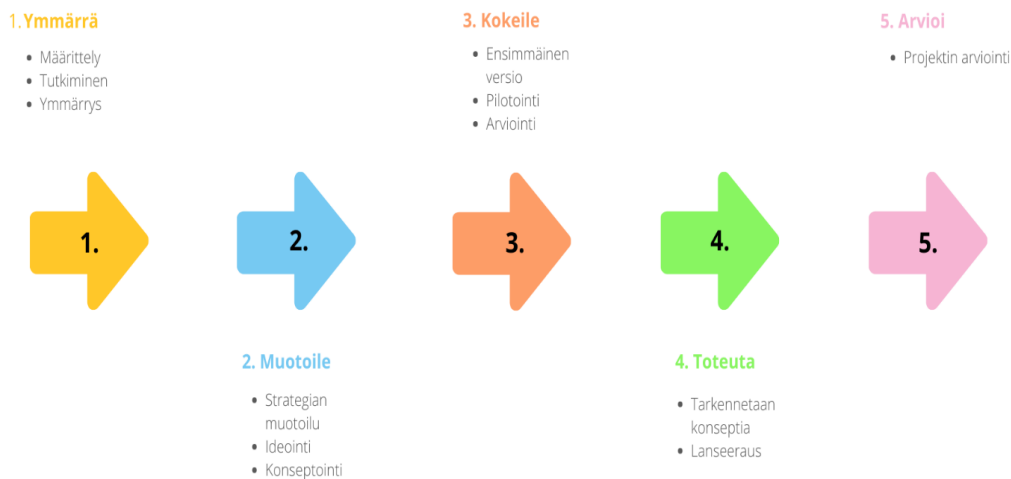 1. Ymmärrä
• Määrittely
• Tutkiminen
• Ymmärrys
3. Kokeile
• Ensimmäinen
versio
• Pilotointi
• Arviointi
5. Arvioi
• Projektin arviointi
1.
2.
3.
4.
5.
2. Muotoile
• Strategian
muotoilu
• Ideointi
• Konseptointi
4. Toteuta
• Tarkennetaan
konseptia
• Lanseeraus